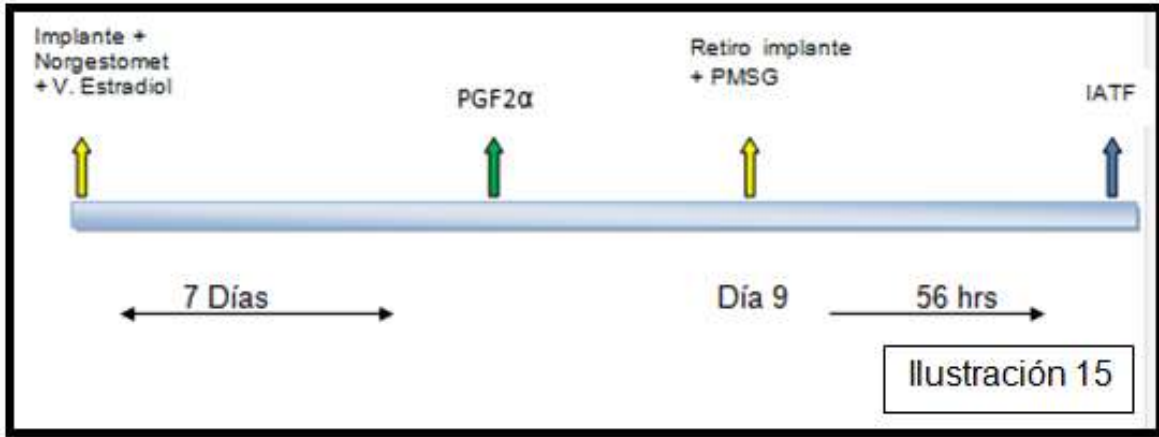 Implante +
Norgestomet
+ V. Estradiol
PGF2α
Retiro implante
+ PMSG
IATF
7 Días
Día 9
56 hrs
Ilustración 15